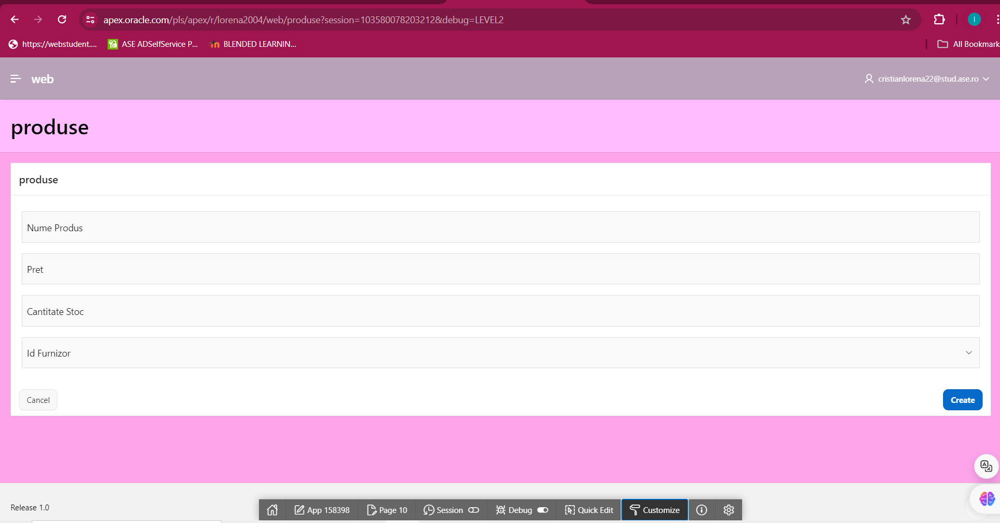 apex.oracle.com/pls/apex/r/lorena2004/web/produse?session=103580078203212&debug=LEVEL2
I
https://webstudent.... ASE ADSelfService P... BLENDED LEARNIN... All Bookmark
web cristianlorena22@stud.ase.ro
produse
produse
Nume Produs
Pret
Cantitate Stoc
Id Furnizor
Cancel Create
Release 1.0
App 158398 Page 10 Session Debug Quick Edit Customize